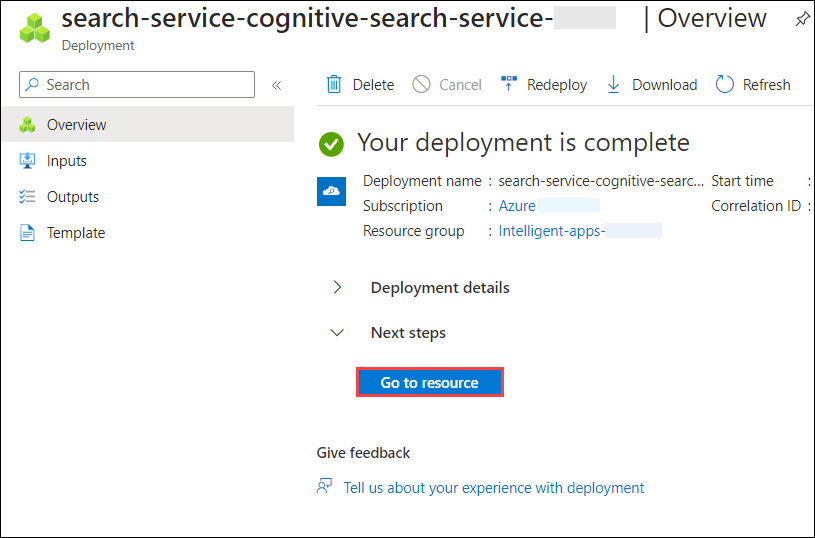 search-service-cognitive-search-service- | Overview
Deployment
Search «
Delete Cancel Redeploy Download Refresh
Overview
Inputs
Outputs
Template
Your deployment is complete
Deployment name : search-service-cognitive-searc... Start time :
Subscription : Azure Correlation ID :
Resource group : Intelligent-apps-
Deployment details
Next steps
Go to resource
Give feedback
Tell us about your experience with deployment